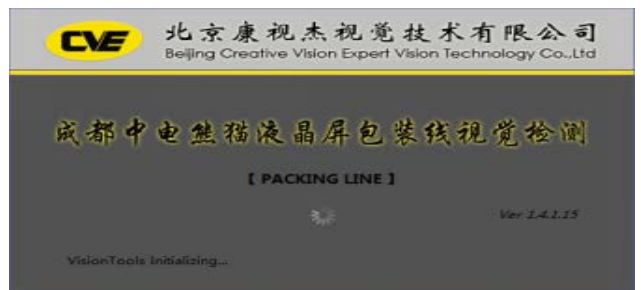 CVE
北京康视杰视觉技术有限公司
Beijing Creative Vision Expert Vision Technology Co.,Ltd
成都中电熊猫液晶屏包装线视觉检测
【 PACKING LINE 】
Ver 1.4.1.15
VisionTools Initializing...